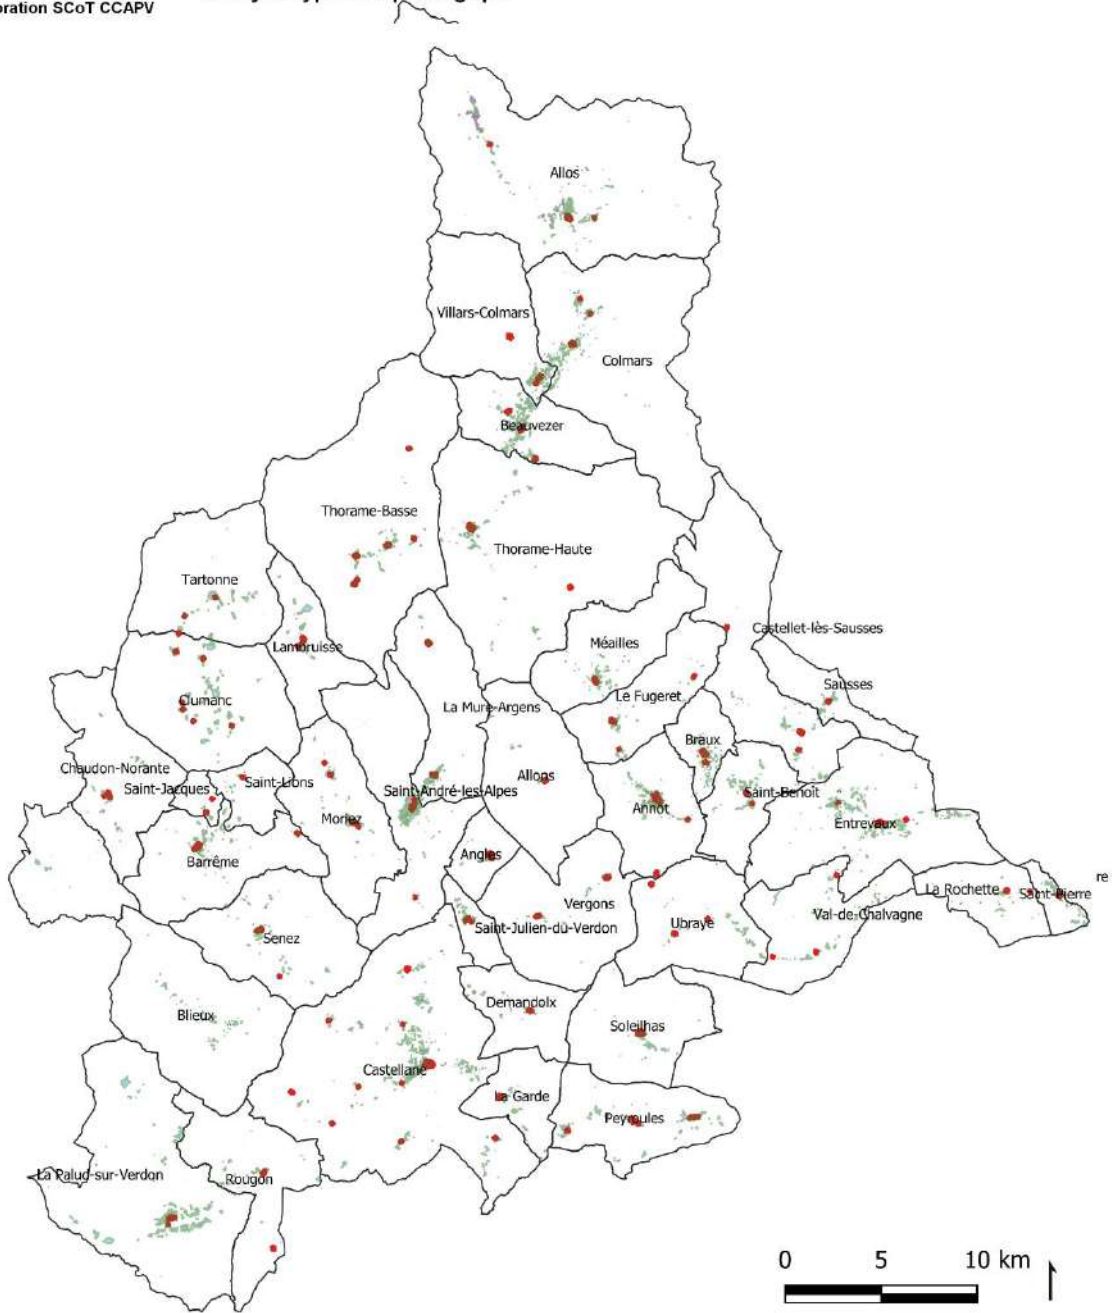 oration SCoT CCAPV
Allos
Villars-Colmars
Colmars
Beauvezer
Thorame-Basse
Thorame-Haute
Tartonne
Castellet-lès-Sausses
Méailles
Lambruisse
Sausses
Le Fugeret
Clumanc
La Mure-Argens
Braux
Chaudon-Norante
Allons
Saint-Lions
Saint-Jacques
Saint-André-les-Alpes
Saint-Benoît
Annot
Moriez
Entrevaux
Angles
Barrême
re
La Rochette
Saint-Pierre
Vergons
Val-de-Chalvagne
Ubraye
Saint-Julien-du-Verdon
Senez
Demandolx
Blieux
Soleilhas
Castellane
La Garde
Peyroules
La Palud-sur-Verdon
Rougon
0 5 10 km